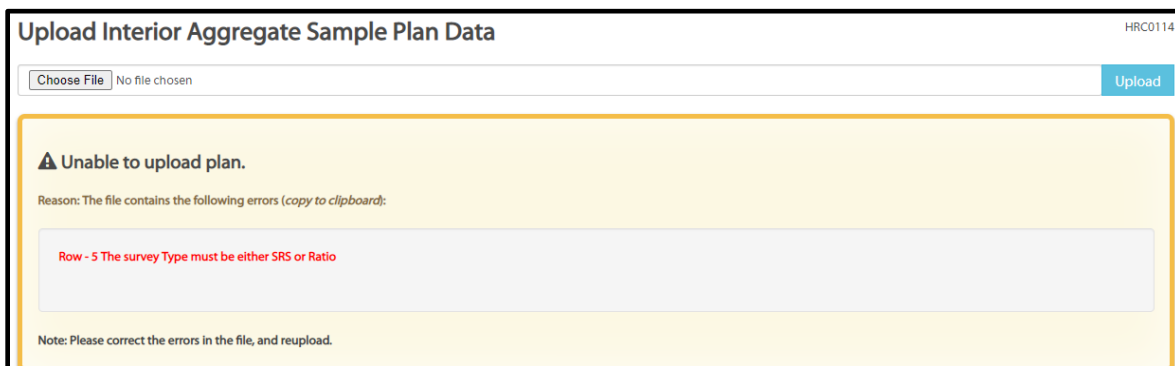 Upload Interior Aggregate Sample Plan Data
HRC0114
Choose File No file chosen
Upload
Unable to upload plan.
Reason: The file contains the following errors (copy to clipboard):
Row - 5 The survey Type must be either SRS or Ratio
Note: Please correct the errors in the file, and reupload.